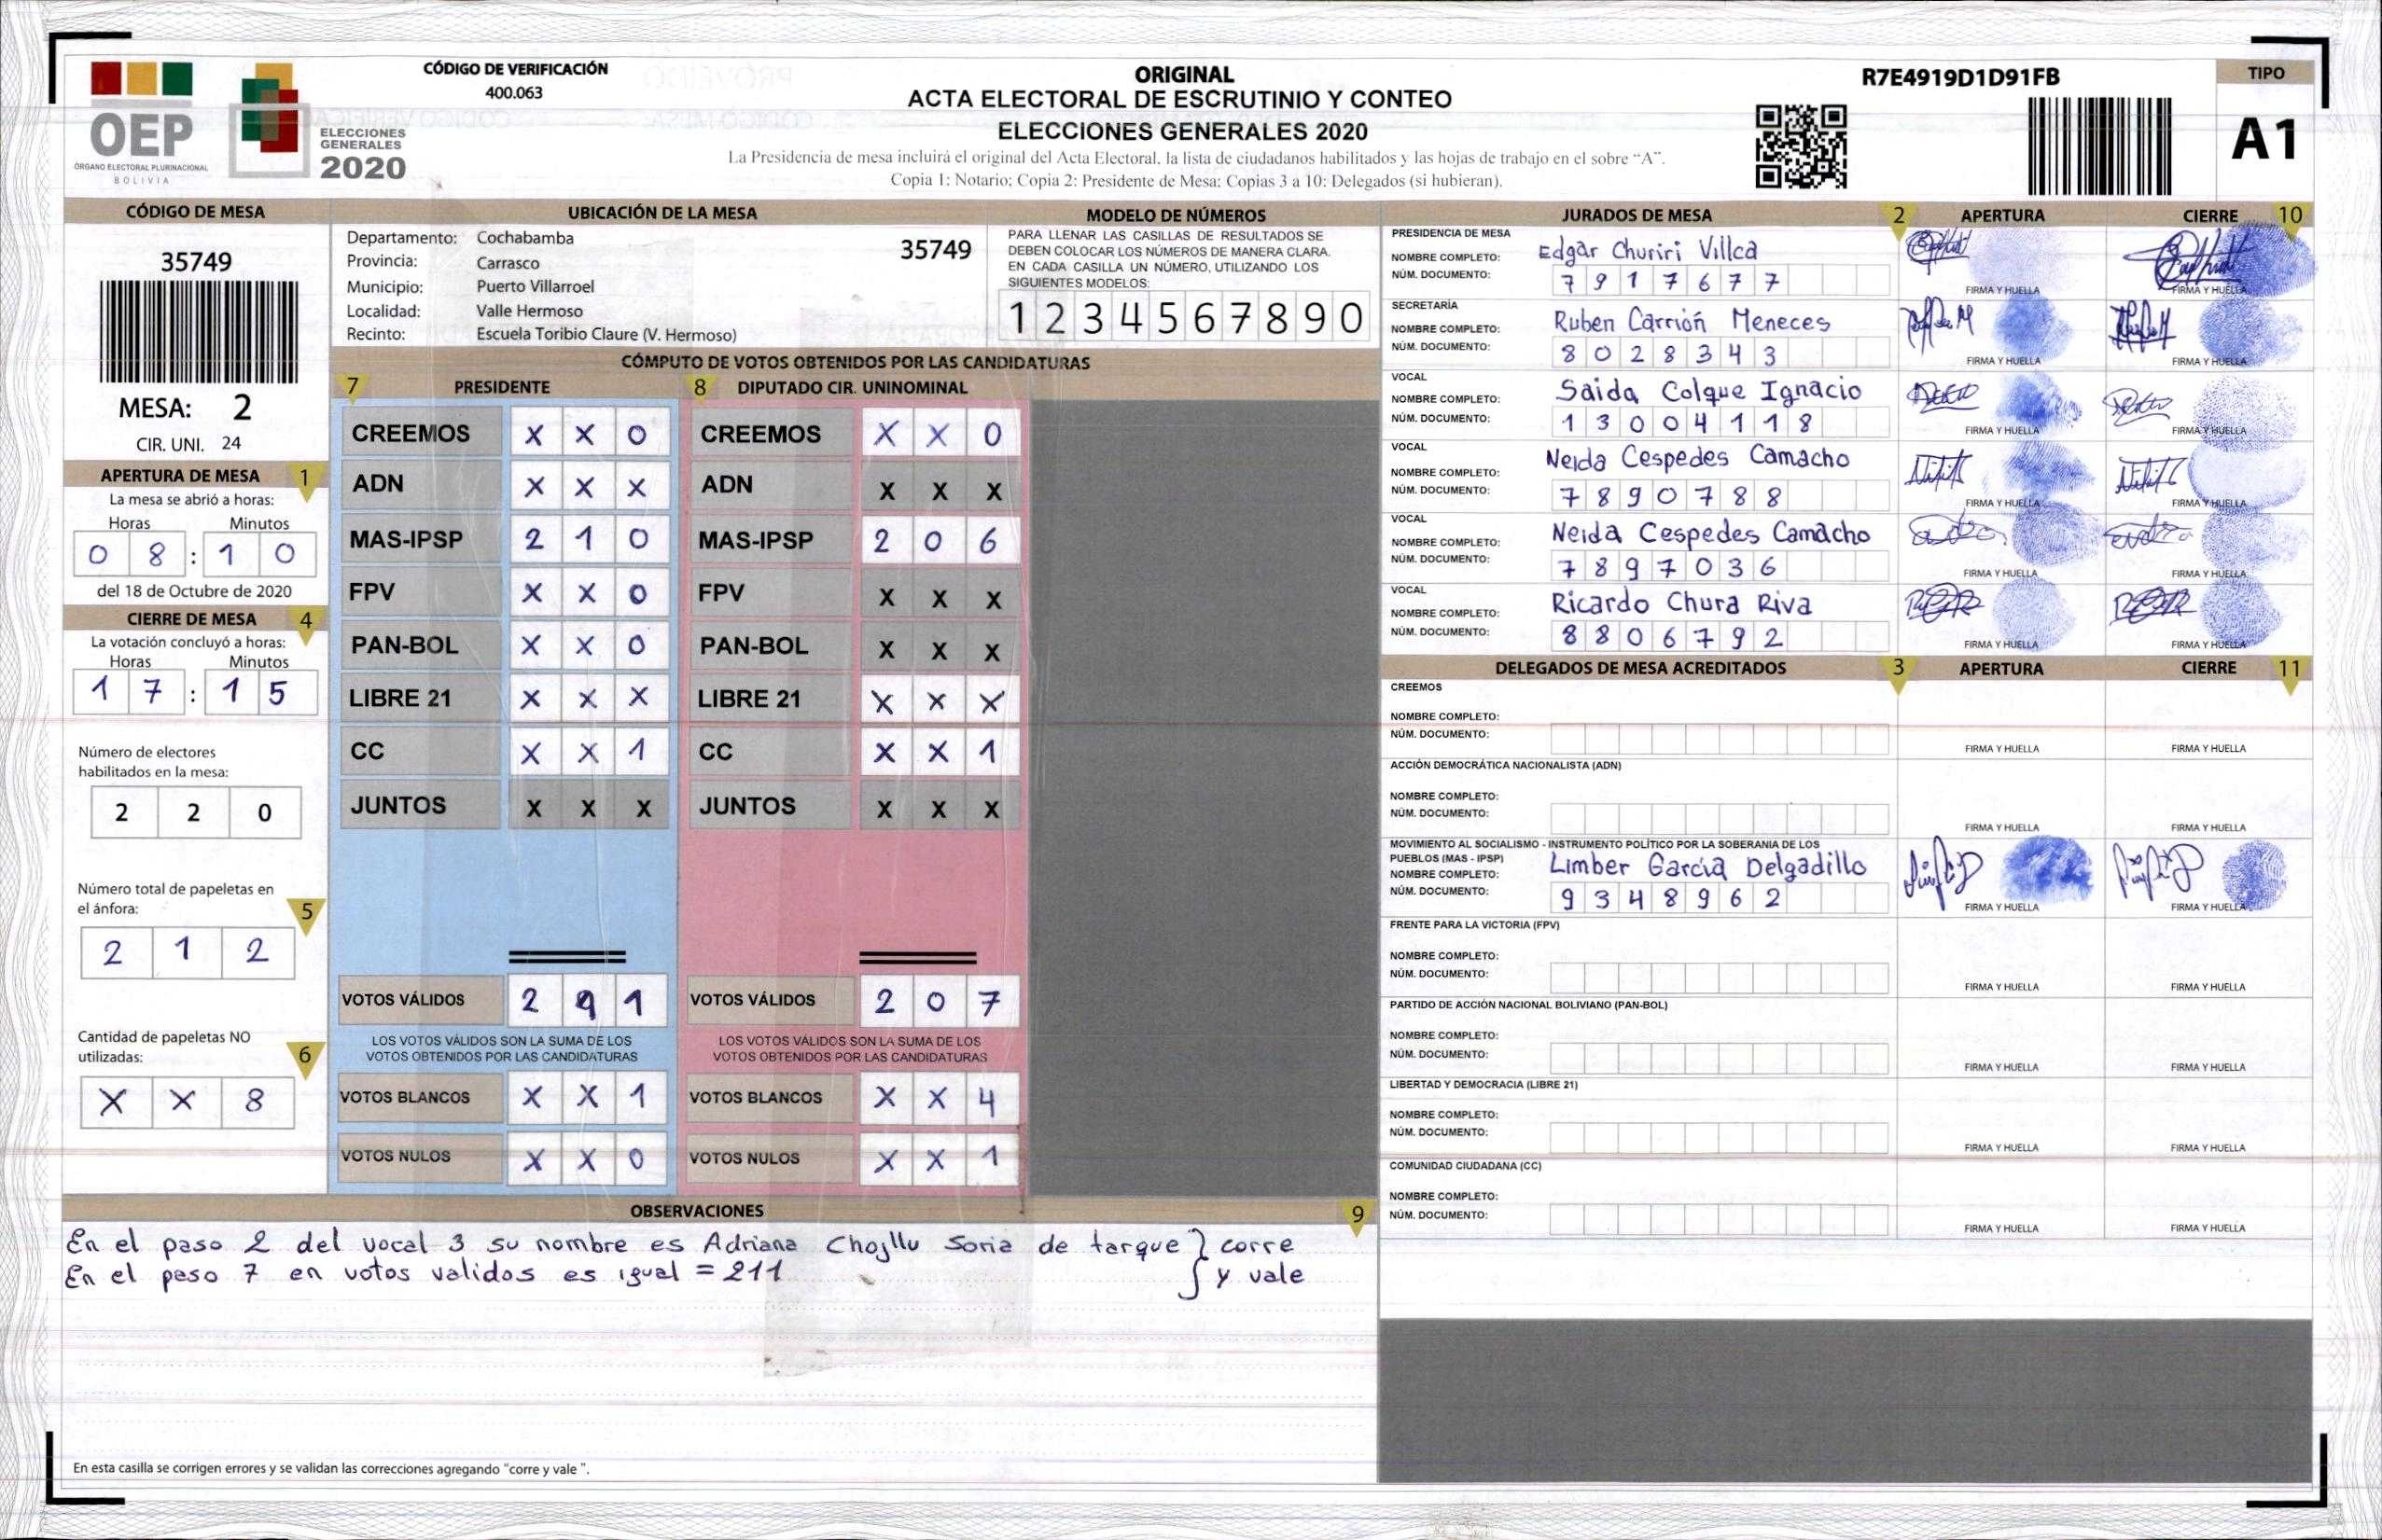 OEP
ÓRGANO ELECTORAL PLURINACIONAL
BOLIVIA
ELECCIONES
GENERALES
2020
CÓDIGO DE VERIFICACIÓN
400.063
ORIGINAL
ACTA ELECTORAL DE ESCRUTINIO Y CONTEO
ELECCIONES GENERALES 2020
La Presidencia de mesa incluirá el original del Acta Electoral, la lista de ciudadanos habilitados y las hojas de trabajo en el sobre "A".
Copia 1: Notario; Copia 2: Presidente de Mesa; Copias 3 a 10: Delegados (si hubieran).
R7E4919D1D91FB
TIPO
A1
CÓDIGO DE MESA
35749
MESA: 2
CIR. UNI. 24
APERTURA DE MESA 1
La mesa se abrió a horas:
Horas Minutos
0 8 : 1 0
del 18 de Octubre de 2020
CIERRE DE MESA 4
La votación concluyó a horas:
Horas Minutos
1 7 : 1 5
Número de electores
habilitados en la mesa:
2 2 0
Número total de papeletas en
el ánfora: 5
2 1 2
Cantidad de papeletas NO
utilizadas: 6
X X 8
UBICACIÓN DE LA MESA
Departamento: Cochabamba
35749
Provincia: Carrasco
Municipio: Puerto Villarroel
Localidad: Valle Hermoso
Recinto: Escuela Toribio Claure (V. Hermoso)
MODELO DE NÚMEROS
PARA LLENAR LAS CASILLAS DE RESULTADOS SE
DEBEN COLOCAR LOS NÚMEROS DE MANERA CLARA.
EN CADA CASILLA UN NÚMERO, UTILIZANDO LOS
SIGUIENTES MODELOS:
1 2 3 4 5 6 7 8 9 0
CÓMPUTO DE VOTOS OBTENIDOS POR LAS CANDIDATURAS
7 PRESIDENTE 8 DIPUTADO CIR. UNINOMINAL
CREEMOS X X 0 CREEMOS X X 0
ADN X X X ADN X X X
MAS-IPSP 2 1 0 MAS-IPSP 2 0 6
FPV X X 0 FPV X X X
PAN-BOL X X 0 PAN-BOL X X X
LIBRE 21 X X X LIBRE 21 X X X
CC X X 1 CC X X 1
JUNTOS X X X JUNTOS X X X
VOTOS VÁLIDOS 2 9 1 VOTOS VÁLIDOS 2 0 7
LOS VOTOS VÁLIDOS SON LA SUMA DE LOS LOS VOTOS VÁLIDOS SON LA SUMA DE LOS
VOTOS OBTENIDOS POR LAS CANDIDATURAS VOTOS OBTENIDOS POR LAS CANDIDATURAS
VOTOS BLANCOS X X 1 VOTOS BLANCOS X X 4
VOTOS NULOS X X 0 VOTOS NULOS X X 1
OBSERVACIONES 9
En el paso 2 del vocal 3 su nombre es Adriana Chojllu Soria de tarque } corre
En el paso 7 en votos validos es igual = 211 y vale
En esta casilla se corrigen errores y se validan las correcciones agregando "corre y vale ".
JURADOS DE MESA 2 APERTURA CIERRE 10
PRESIDENCIA DE MESA
NOMBRE COMPLETO: Edgar Churiri Villca
NÚM. DOCUMENTO: 7 9 1 7 6 7 7
FIRMA Y HUELLA FIRMA Y HUELLA
SECRETARÍA
NOMBRE COMPLETO: Ruben Carrión Meneces
NÚM. DOCUMENTO: 8 0 2 8 3 4 3
FIRMA Y HUELLA FIRMA Y HUELLA
VOCAL
NOMBRE COMPLETO: Saida Colque Ignacio
NÚM. DOCUMENTO: 1 3 0 0 4 1 1 8
FIRMA Y HUELLA FIRMA Y HUELLA
VOCAL
NOMBRE COMPLETO: Neida Cespedes Camacho
NÚM. DOCUMENTO: 7 8 9 0 7 8 8
FIRMA Y HUELLA FIRMA Y HUELLA
VOCAL
NOMBRE COMPLETO: Neida Cespedes Camacho
NÚM. DOCUMENTO: 7 8 9 7 0 3 6
FIRMA Y HUELLA FIRMA Y HUELLA
VOCAL
NOMBRE COMPLETO: Ricardo Chura Riva
NÚM. DOCUMENTO: 8 8 0 6 7 9 2
FIRMA Y HUELLA FIRMA Y HUELLA
DELEGADOS DE MESA ACREDITADOS 3 APERTURA CIERRE 11
CREEMOS
NOMBRE COMPLETO:
NÚM. DOCUMENTO:
FIRMA Y HUELLA FIRMA Y HUELLA
ACCIÓN DEMOCRÁTICA NACIONALISTA (ADN)
NOMBRE COMPLETO:
NÚM. DOCUMENTO:
FIRMA Y HUELLA FIRMA Y HUELLA
MOVIMIENTO AL SOCIALISMO - INSTRUMENTO POLÍTICO POR LA SOBERANIA DE LOS
PUEBLOS (MAS - IPSP)
NOMBRE COMPLETO: Limber García Delgadillo
NÚM. DOCUMENTO: 9 3 4 8 9 6 2
FIRMA Y HUELLA FIRMA Y HUELLA
FRENTE PARA LA VICTORIA (FPV)
NOMBRE COMPLETO:
NÚM. DOCUMENTO:
FIRMA Y HUELLA FIRMA Y HUELLA
PARTIDO DE ACCIÓN NACIONAL BOLIVIANO (PAN-BOL)
NOMBRE COMPLETO:
NÚM. DOCUMENTO:
FIRMA Y HUELLA FIRMA Y HUELLA
LIBERTAD Y DEMOCRACIA (LIBRE 21)
NOMBRE COMPLETO:
NÚM. DOCUMENTO:
FIRMA Y HUELLA FIRMA Y HUELLA
COMUNIDAD CIUDADANA (CC)
NOMBRE COMPLETO:
NÚM. DOCUMENTO:
FIRMA Y HUELLA FIRMA Y HUELLA